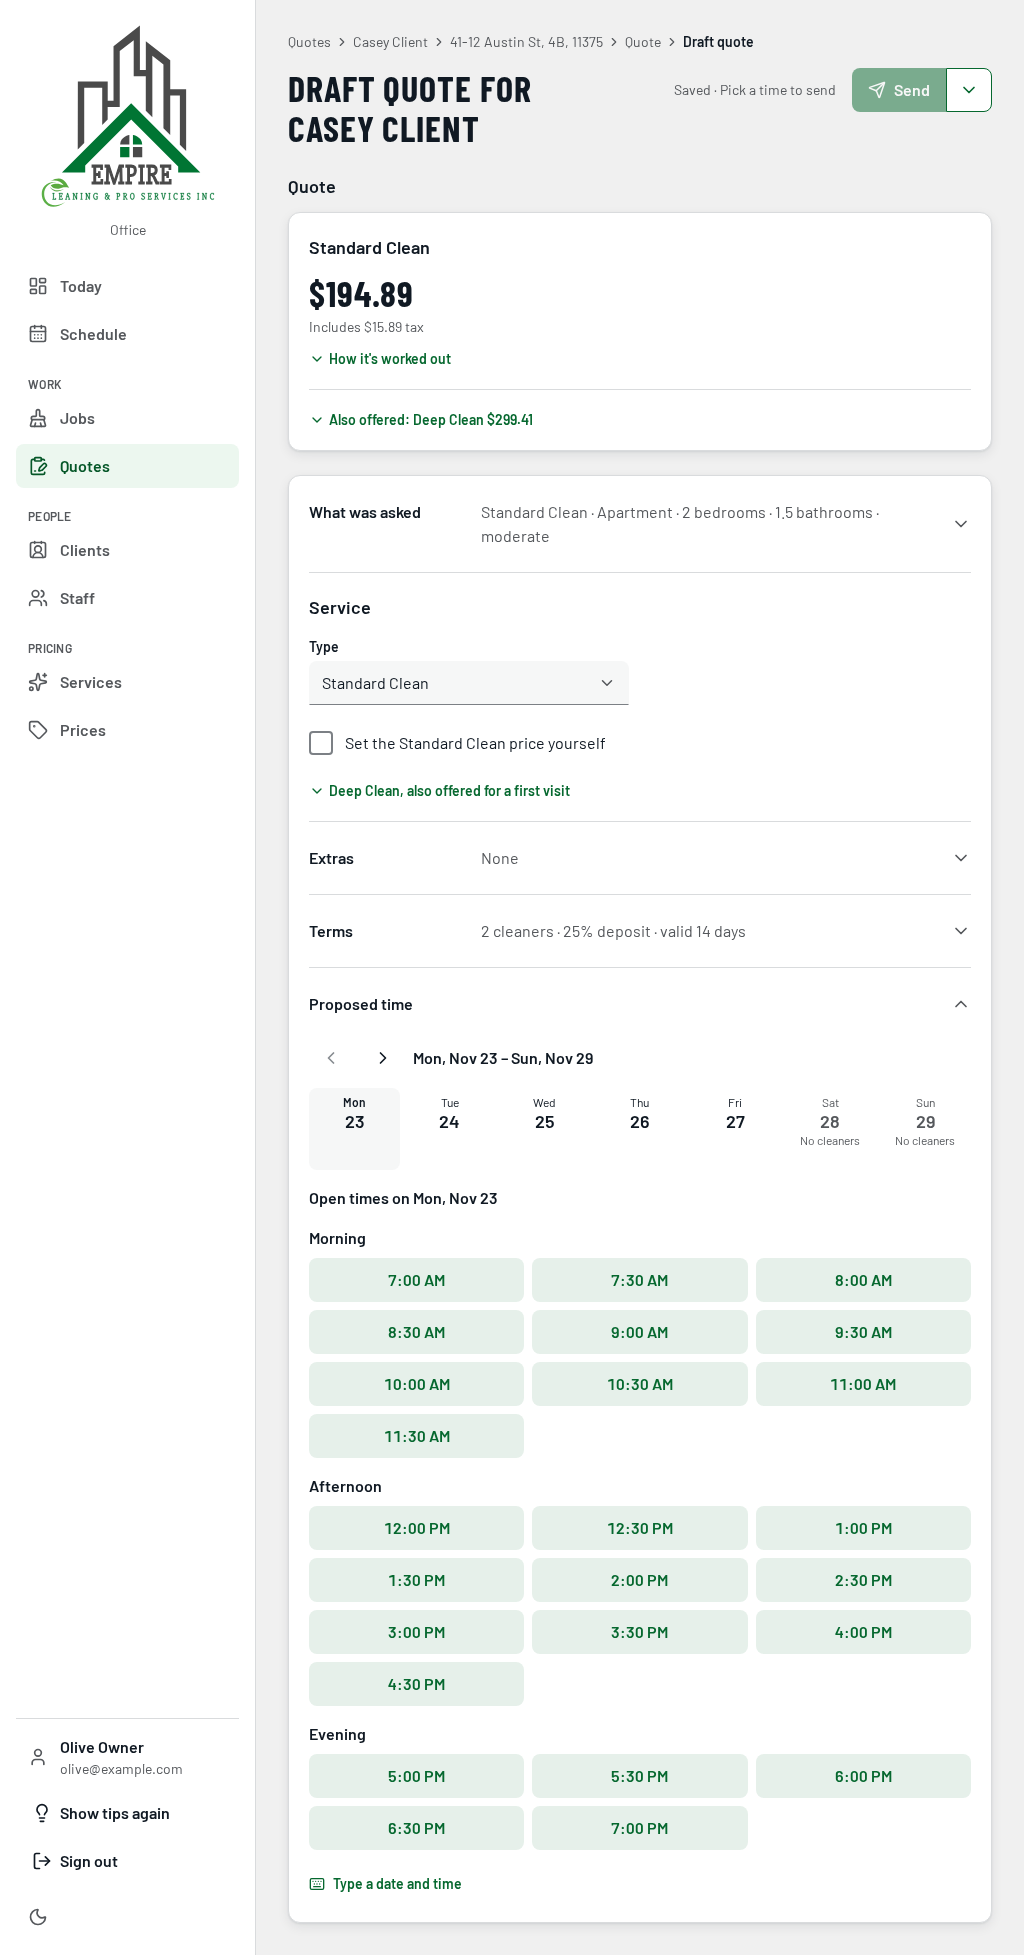 EMPIRE
LEANING & PRO SERVICES INC
Office
Today
Schedule
WORK
Jobs
Quotes
PEOPLE
Clients
Staff
PRICING
Services
Prices
Olive Owner
olive@example.com
Show tips again
Sign out
Quotes > Casey Client > 41-12 Austin St, 4B, 11375 > Quote > Draft quote
DRAFT QUOTE FOR
CASEY CLIENT
Saved · Pick a time to send
Send
Quote
Standard Clean
$194.89
Includes $15.89 tax
How it's worked out
Also offered: Deep Clean $299.41
What was asked
Standard Clean · Apartment · 2 bedrooms · 1.5 bathrooms ·
moderate
Service
Type
Standard Clean
Set the Standard Clean price yourself
Deep Clean, also offered for a first visit
Extras
None
Terms
2 cleaners · 25% deposit · valid 14 days
Proposed time
Mon, Nov 23 – Sun, Nov 29
Mon Tue Wed Thu Fri Sat Sun
23 24 25 26 27 28 29
No cleaners No cleaners
Open times on Mon, Nov 23
Morning
7:00 AM 7:30 AM 8:00 AM
8:30 AM 9:00 AM 9:30 AM
10:00 AM 10:30 AM 11:00 AM
11:30 AM
Afternoon
12:00 PM 12:30 PM 1:00 PM
1:30 PM 2:00 PM 2:30 PM
3:00 PM 3:30 PM 4:00 PM
4:30 PM
Evening
5:00 PM 5:30 PM 6:00 PM
6:30 PM 7:00 PM
Type a date and time